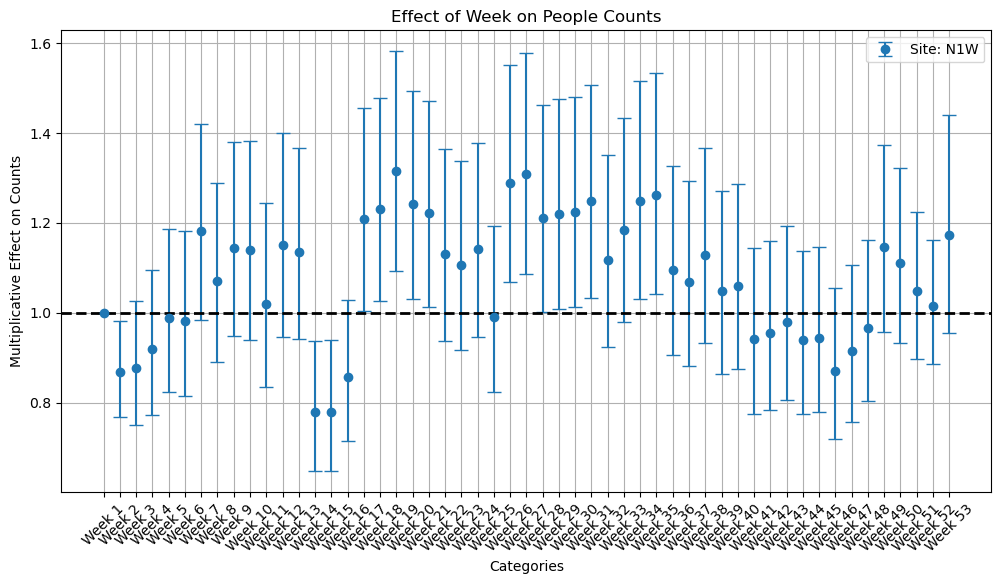 Effect of Week on People Counts
Site: N1W
Multiplicative Effect on Counts
1.6
1.4
1.2
1.0
0.8
Week 1
Week 2
Week 3
Week 4
Week 5
Week 6
Week 7
Week 8
Week 9
Week 10
Week 11
Week 12
Week 13
Week 14
Week 15
Week 16
Week 17
Week 18
Week 19
Week 20
Week 21
Week 22
Week 23
Week 24
Week 25
Week 26
Week 27
Week 28
Week 29
Week 30
Week 31
Week 32
Week 33
Week 34
Week 35
Week 36
Week 37
Week 38
Week 39
Week 40
Week 41
Week 42
Week 43
Week 44
Week 45
Week 46
Week 47
Week 48
Week 49
Week 50
Week 51
Week 52
Week 53
Categories